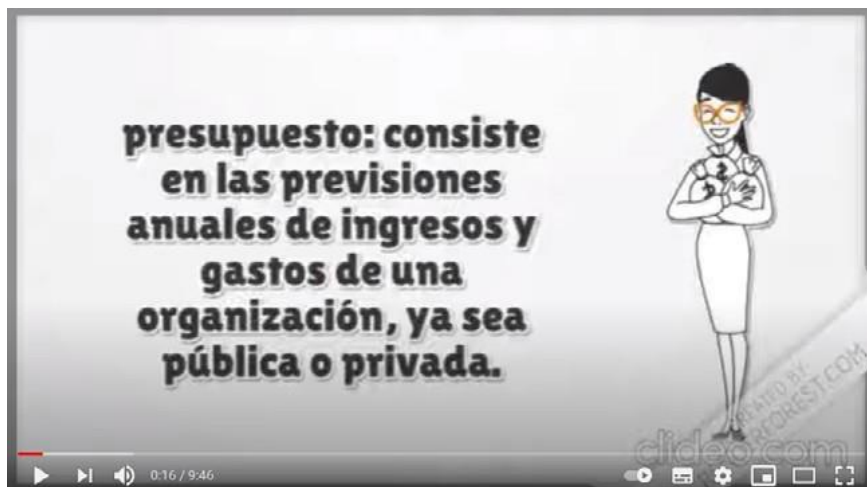 presupuesto: consiste
en las previsiones
anuales de ingresos y
gastos de una
organización, ya sea
pública o privada.
clideo.com
0:16 / 9:46